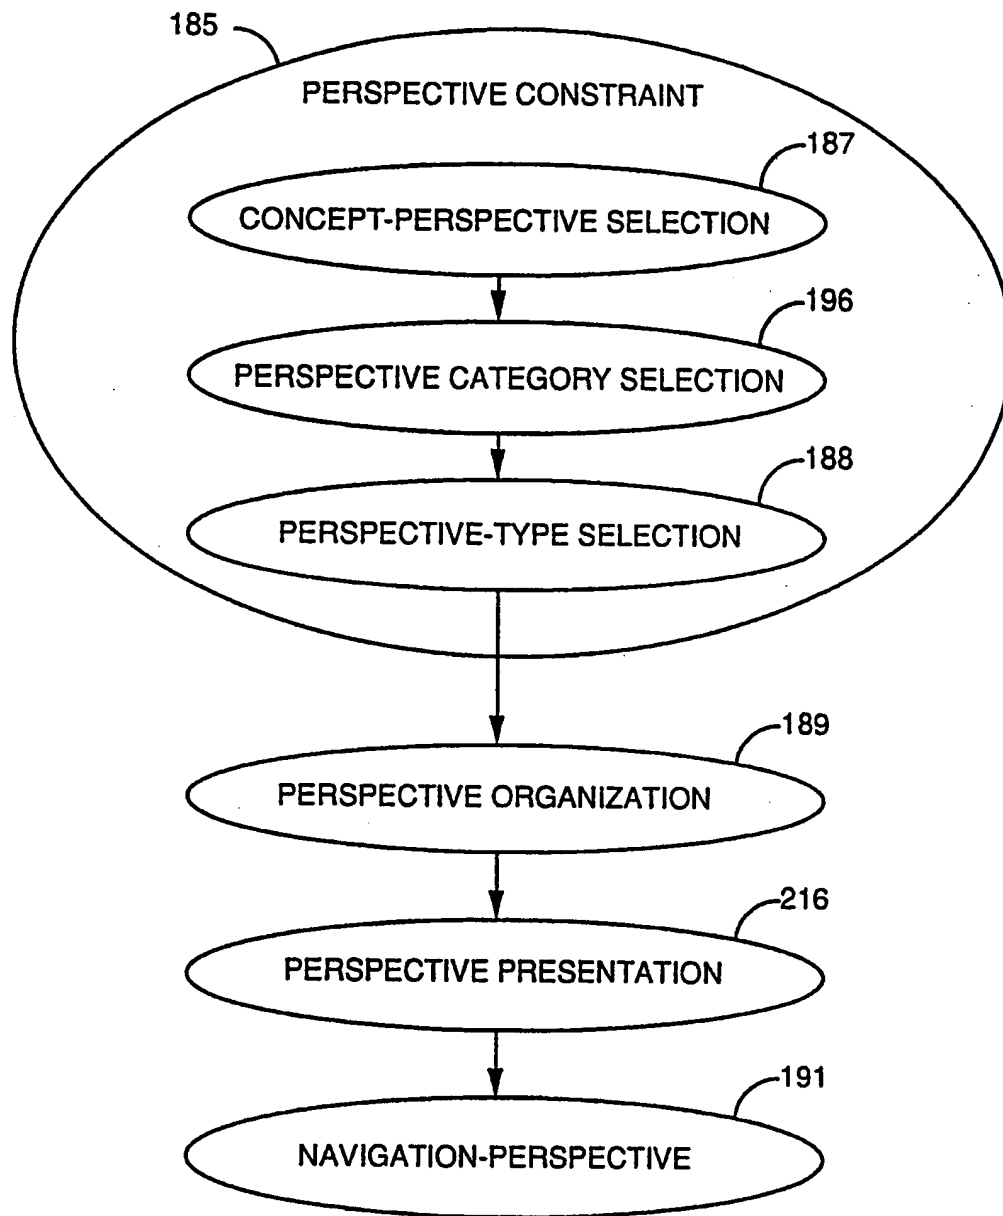 185
PERSPECTIVE CONSTRAINT
187
CONCEPT-PERSPECTIVE SELECTION
196
PERSPECTIVE CATEGORY SELECTION
188
PERSPECTIVE-TYPE SELECTION
189
PERSPECTIVE ORGANIZATION
216
PERSPECTIVE PRESENTATION
191
NAVIGATION-PERSPECTIVE